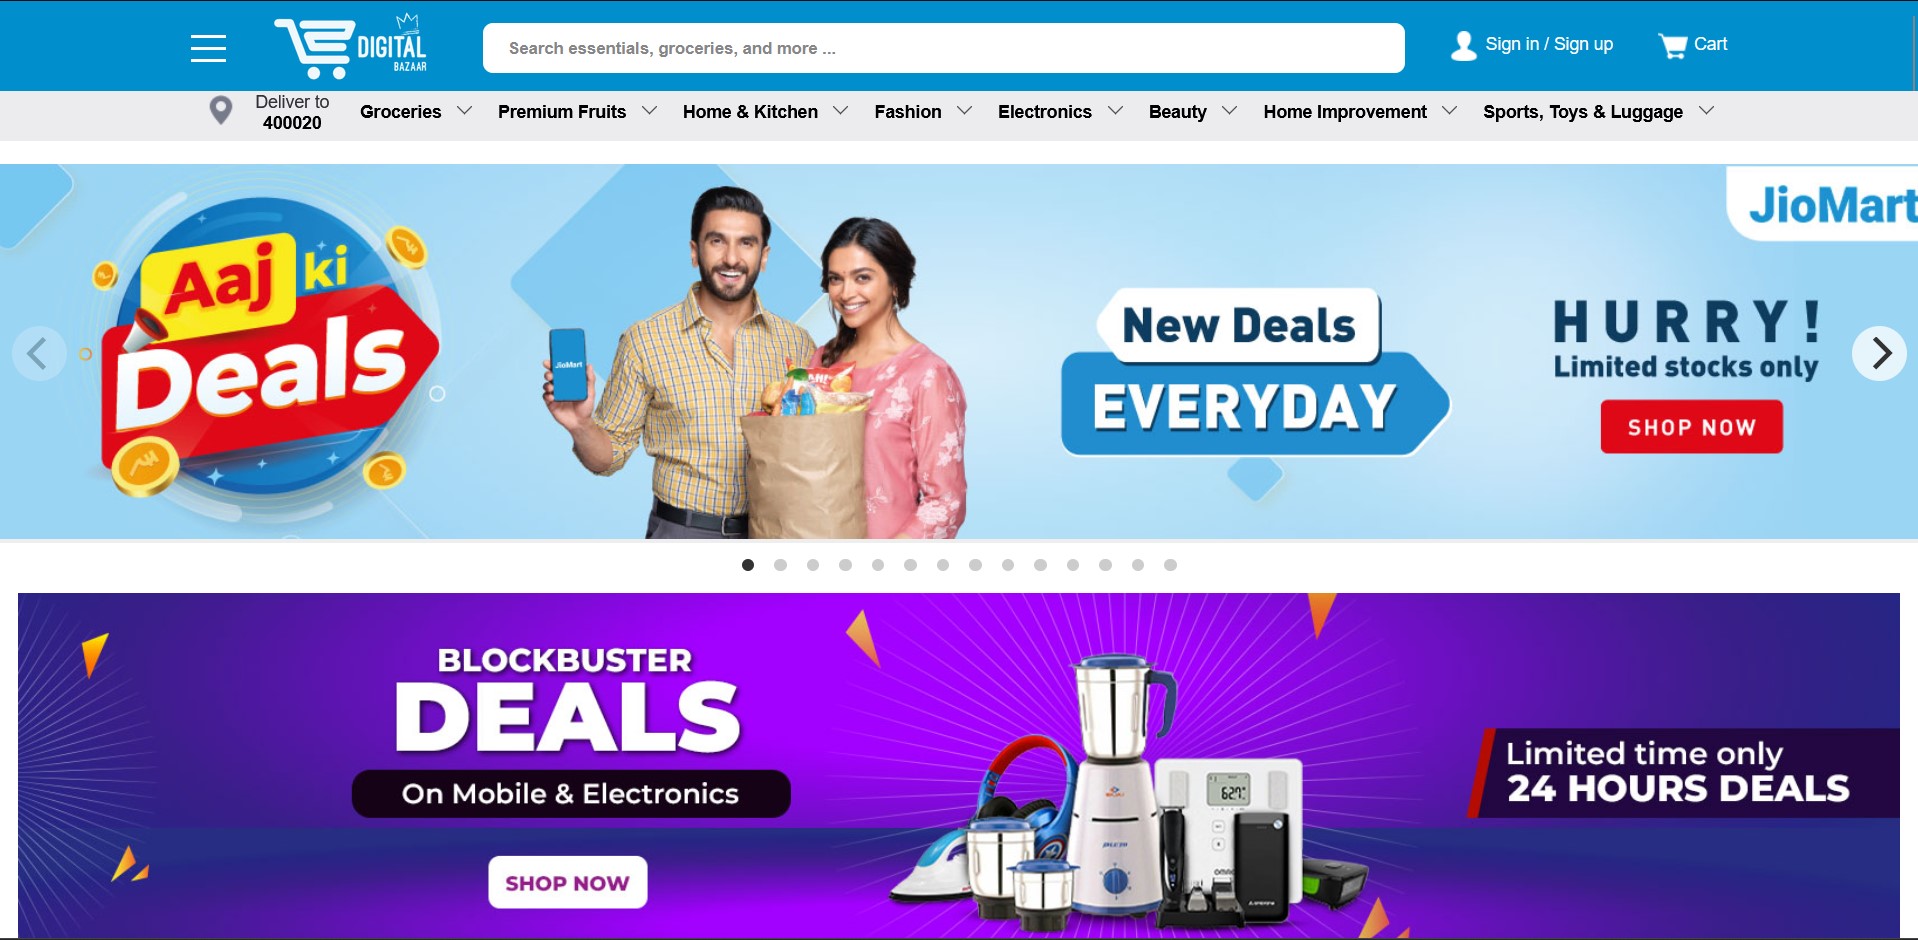 DIGITAL
BAZAAR
Search essentials, groceries, and more ...
Sign in / Sign up
Cart
Deliver to
400020
Groceries
Premium Fruits
Home & Kitchen
Fashion
Electronics
Beauty
Home Improvement
Sports, Toys & Luggage
JioMart
Aaj ki
Deals
JioMart
New Deals
EVERYDAY
HURRY!
Limited stocks only
SHOP NOW
BLOCKBUSTER
DEALS
On Mobile & Electronics
SHOP NOW
Limited time only
24 HOURS DEALS